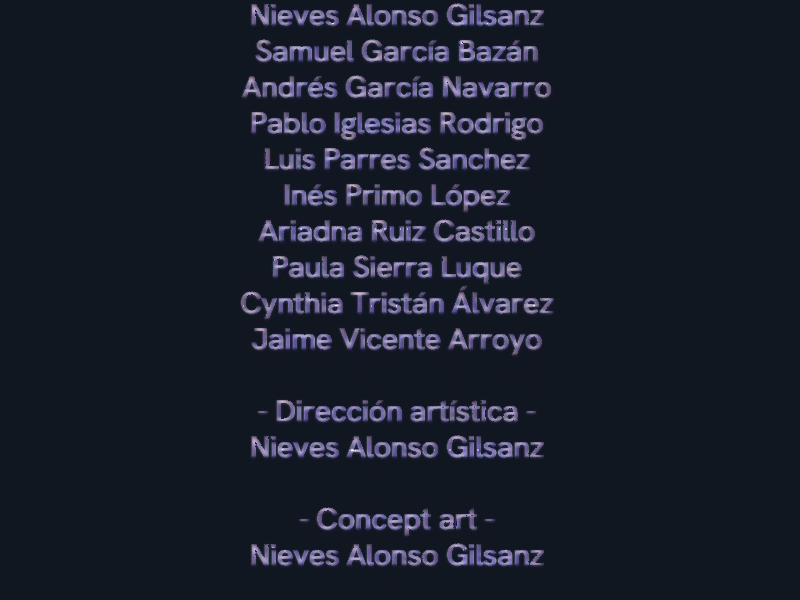 Nieves Alonso Gilsanz
Samuel García Bazán
Andrés García Navarro
Pablo Iglesias Rodrigo
Luis Parres Sanchez
Inés Primo López
Ariadna Ruiz Castillo
Paula Sierra Luque
Cynthia Tristán Álvarez
Jaime Vicente Arroyo
- Dirección artística -
Nieves Alonso Gilsanz
- Concept art -
Nieves Alonso Gilsanz